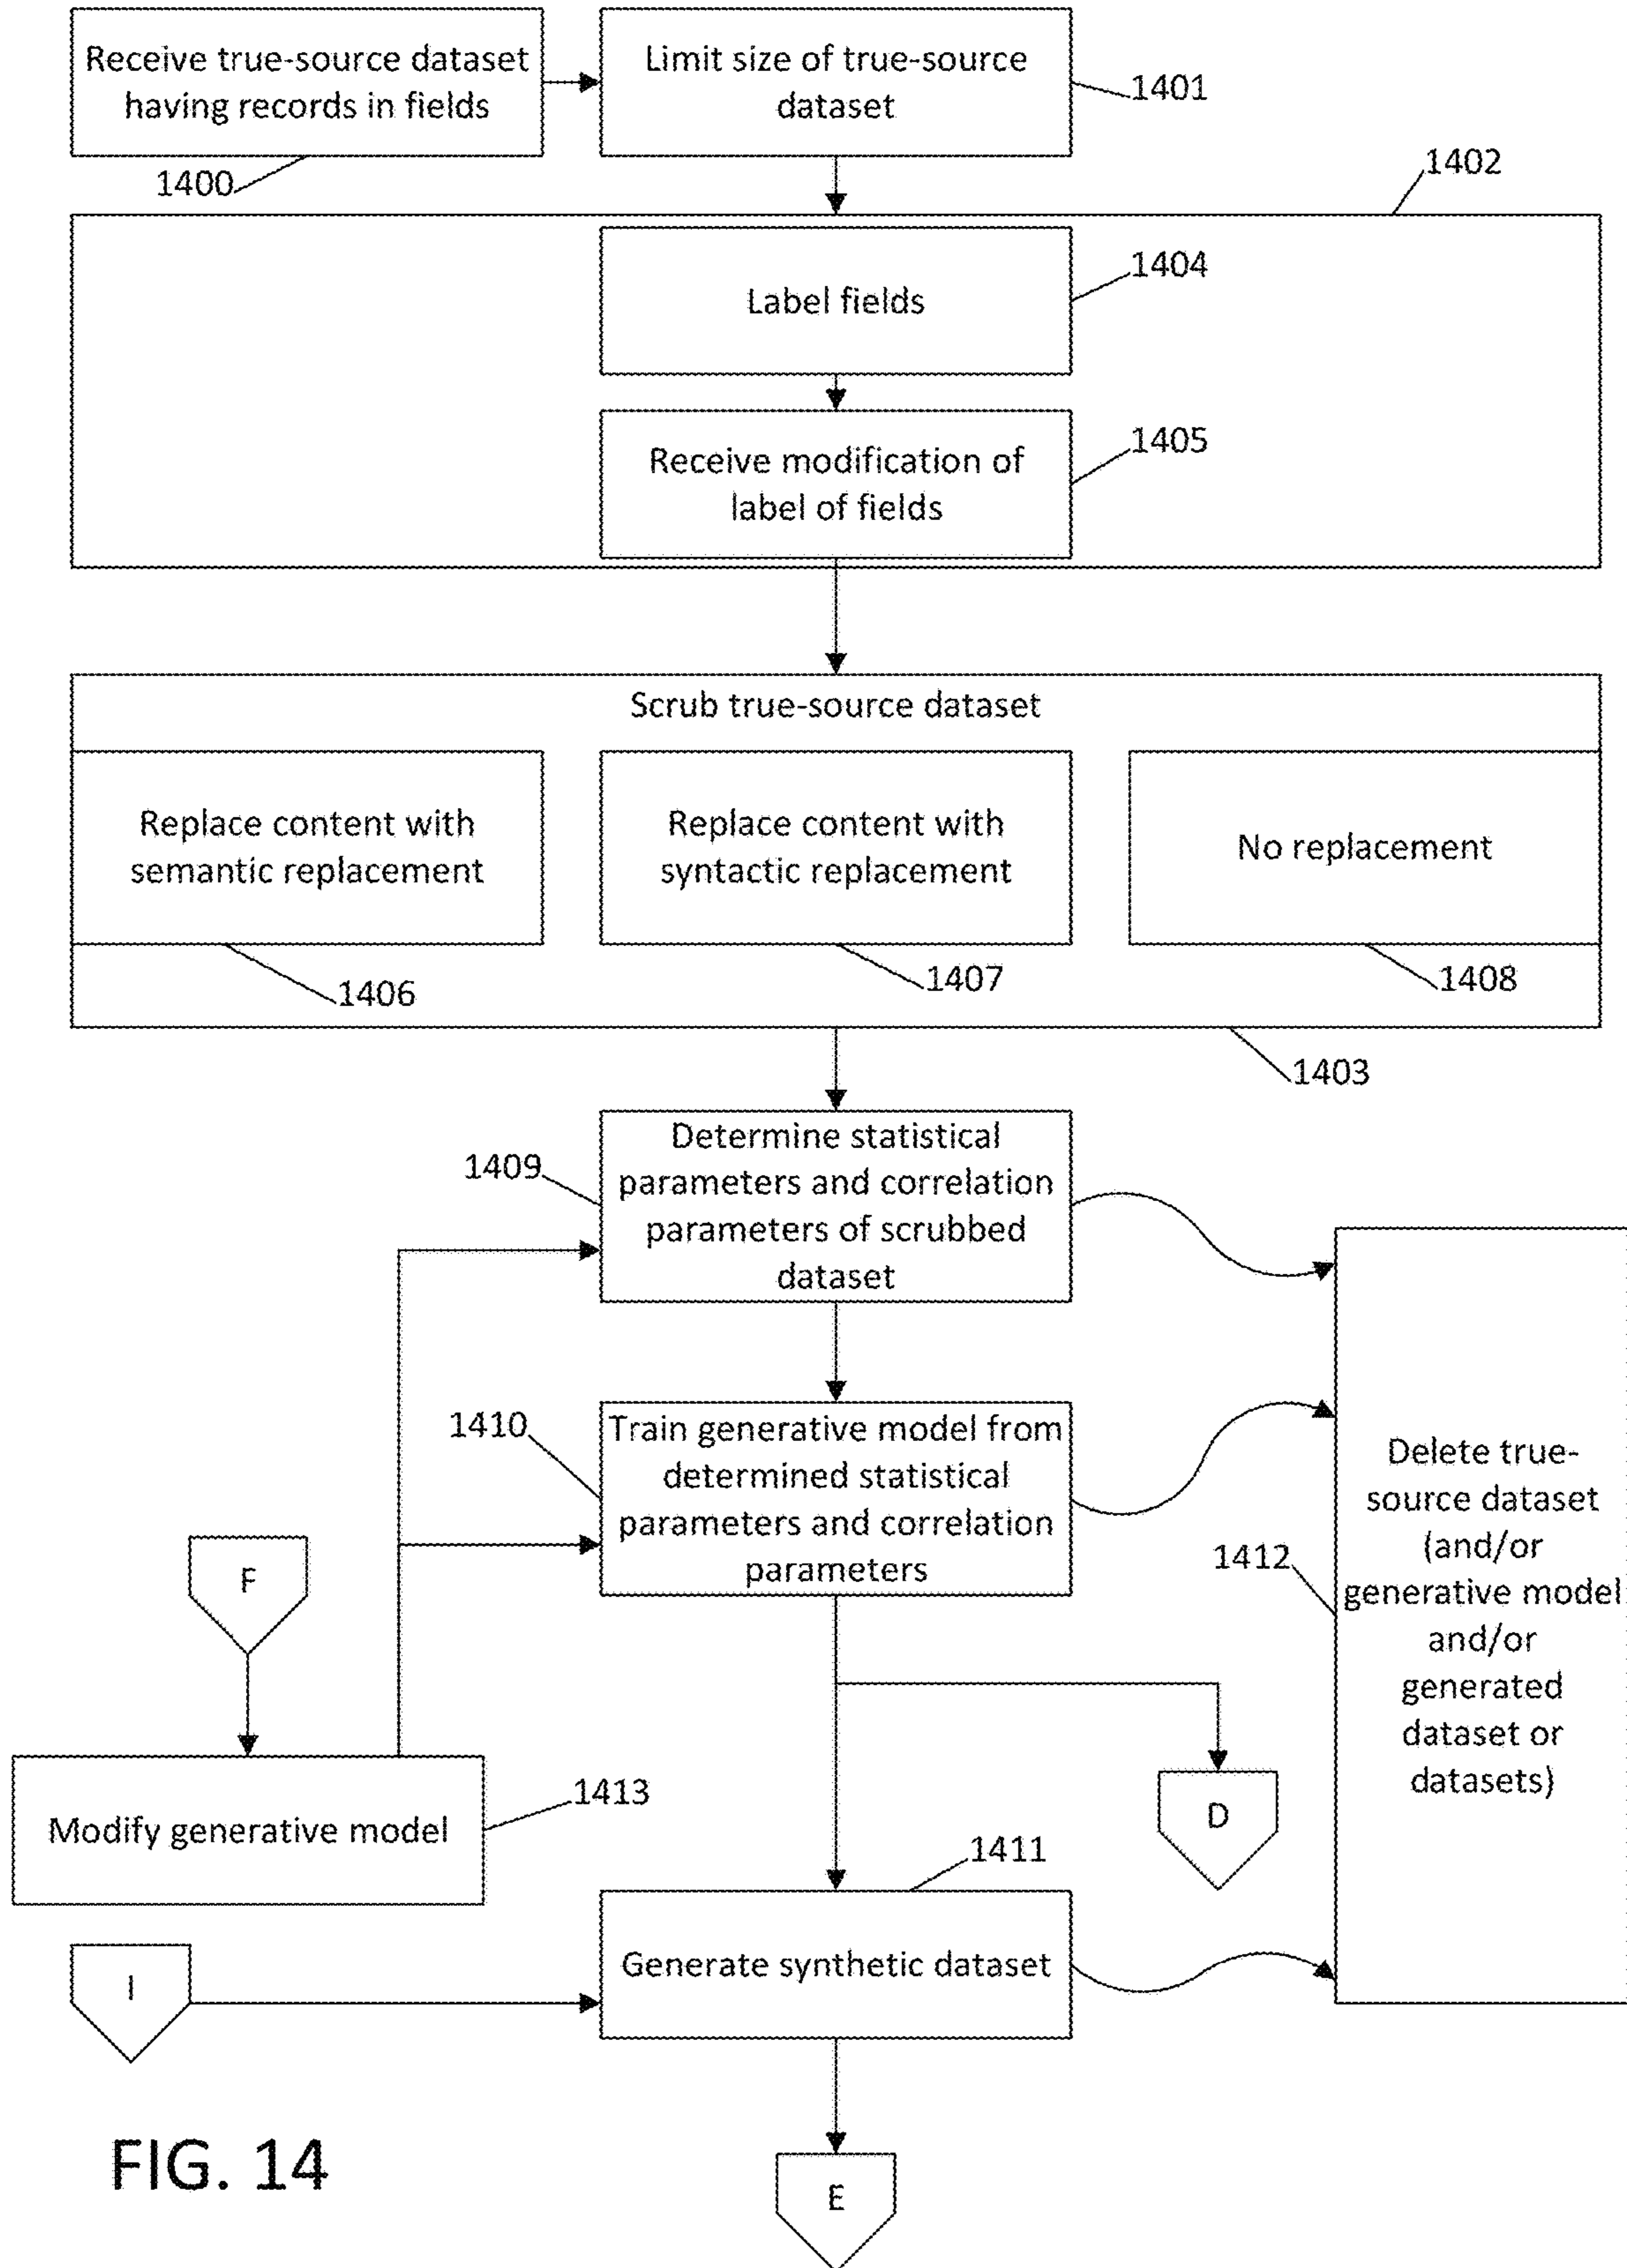 Receive true-source dataset
having records in fields
1400
Limit size of true-source
dataset
1401
1402
Label fields
1404
Receive modification of
label of fields
1405
Scrub true-source dataset
Replace content with
semantic replacement
1406
Replace content with
syntactic replacement
1407
No replacement
1408
1403
1409
Determine statistical
parameters and correlation
parameters of scrubbed
dataset
1410
Train generative model from
determined statistical
parameters and correlation
parameters
1412
Delete true-
source dataset
(and/or
generative model
and/or
generated
dataset or
datasets)
F
Modify generative model
1413
D
1411
I
Generate synthetic dataset
E
FIG. 14